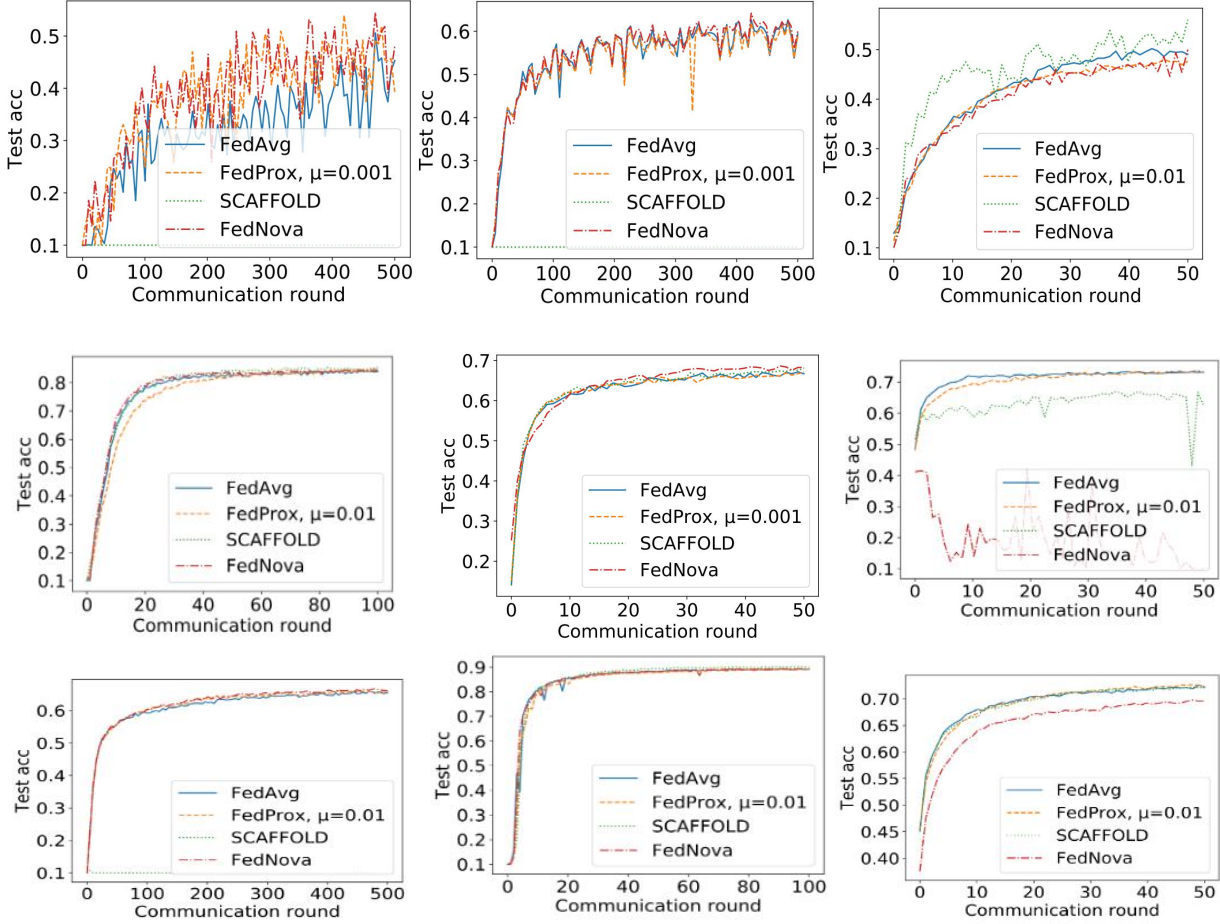 0.5
0.4
0.3
0.2
0.1
Test acc
FedAvg
FedProx, μ=0.001
SCAFFOLD
FedNova
0 100 200 300 400 500
Communication round
0.6
0.5
0.4
0.3
0.2
0.1
Test acc
FedAvg
FedProx, μ=0.001
SCAFFOLD
FedNova
0 100 200 300 400 500
Communication round
0.5
0.4
0.3
0.2
0.1
Test acc
FedAvg
FedProx, μ=0.01
SCAFFOLD
FedNova
0 10 20 30 40 50
Communication round
0.8
0.7
0.6
0.5
0.4
0.3
0.2
0.1
Test acc
FedAvg
FedProx, μ=0.01
SCAFFOLD
FedNova
0 20 40 60 80 100
Communication round
0.7
0.6
0.5
0.4
0.3
0.2
Test acc
FedAvg
FedProx, μ=0.001
SCAFFOLD
FedNova
0 10 20 30 40 50
Communication round
0.7
0.6
0.5
0.4
0.3
0.2
0.1
Test acc
FedAvg
FedProx, μ=0.01
SCAFFOLD
FedNova
0 10 20 30 40 50
Communication round
0.6
0.5
0.4
0.3
0.2
0.1
Test acc
FedAvg
FedProx, μ=0.01
SCAFFOLD
FedNova
0 100 200 300 400 500
Communication round
0.9
0.8
0.7
0.6
0.5
0.4
0.3
0.2
0.1
Test acc
FedAvg
FedProx, μ=0.01
SCAFFOLD
FedNova
0 20 40 60 80 100
Communication round
0.70
0.65
0.60
0.55
0.50
0.45
0.40
Test acc
FedAvg
FedProx, μ=0.01
SCAFFOLD
FedNova
0 10 20 30 40 50
Communication round